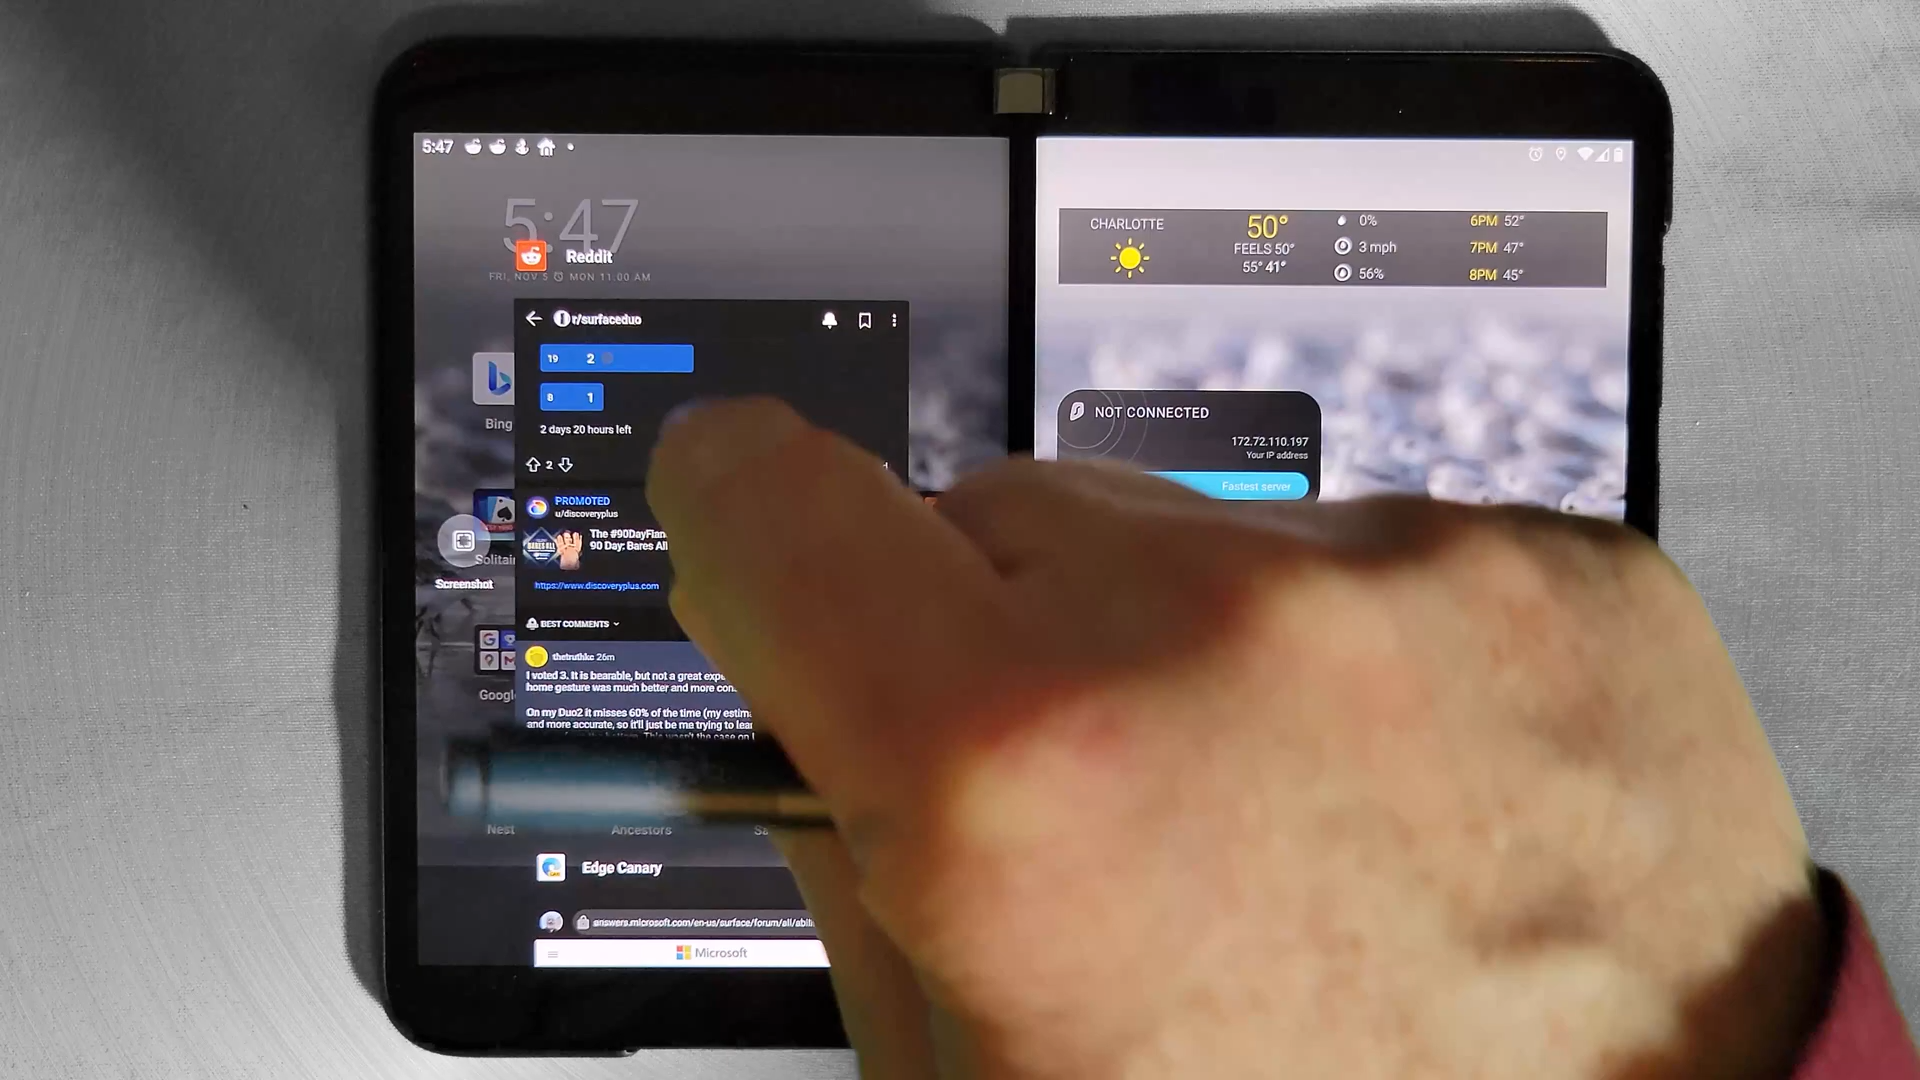 5:47
5:47
Reddit
FRI, NOV 5 MON 11:00 AM
r/surfaceduo
19 2
8 1
Bing
2 days 20 hours left
2
PROMOTED
u/discoveryplus
The #90DayFian
90 Day: Bares All
BARES ALL
Solitair
Screenshot
https://www.discoveryplus.com
BEST COMMENTS
thetruthkc 26m
I voted 3. It is bearable, but not a great expe
home gesture was much better and more con
Google
On my Duo2 it misses 60% of the time (my estim
and more accurate, so it'll just be me trying to lear
Nest Ancestors
Edge Canary
answers.microsoft.com/en-us/surface/forum/all/abili
Microsoft
CHARLOTTE
50°
FEELS 50°
55° 41°
0%
3 mph
56%
6PM 52°
7PM 47°
8PM 45°
NOT CONNECTED
172.72.110.197
Your IP address
Fastest server